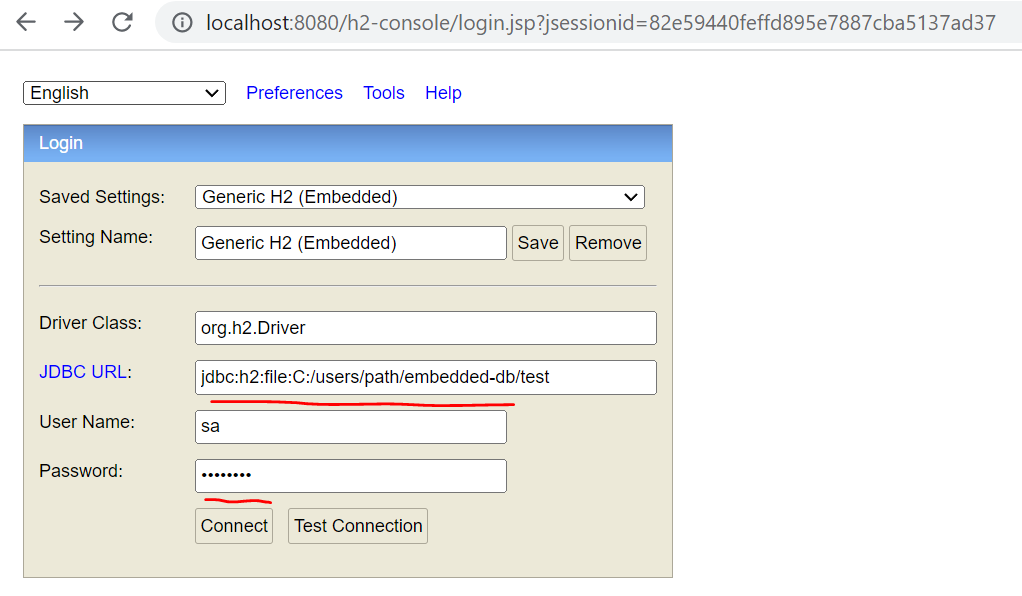 localhost:8080/h2-console/login.jsp?jsessionid=82e59440feffd895e7887cba5137ad37
English Preferences Tools Help
Login
Saved Settings: Generic H2 (Embedded)
Setting Name: Generic H2 (Embedded) Save Remove
Driver Class: org.h2.Driver
JDBC URL: jdbc:h2:file:C:/users/path/embedded-db/test
User Name: sa
Password: ••••••••
Connect Test Connection